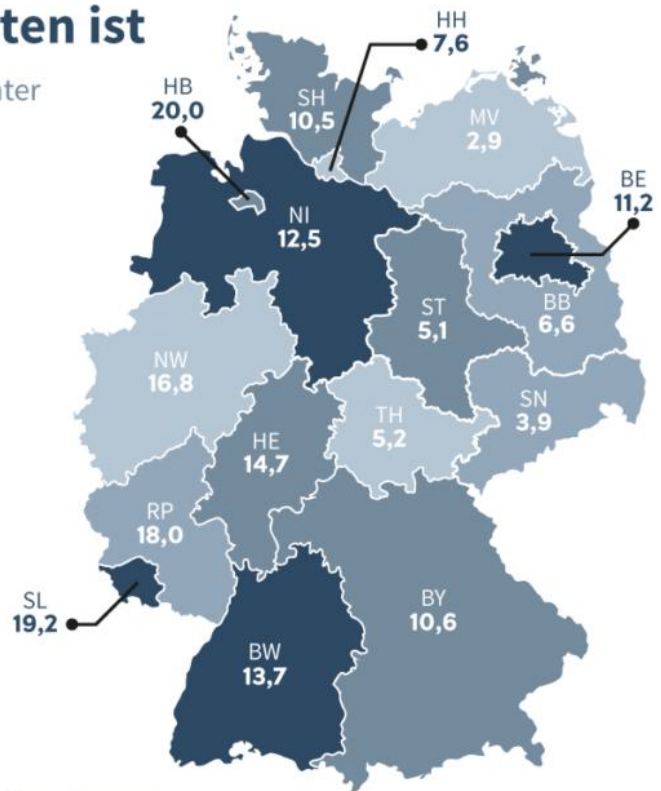 ten ist
HH
7,6
HB
20,0
SH
10,5
MV
2,9
BE
11,2
NI
12,5
ST
5,1
BB
6,6
NW
16,8
SN
3,9
TH
5,2
HE
14,7
RP
18,0
SL
19,2
BY
10,6
BW
13,7